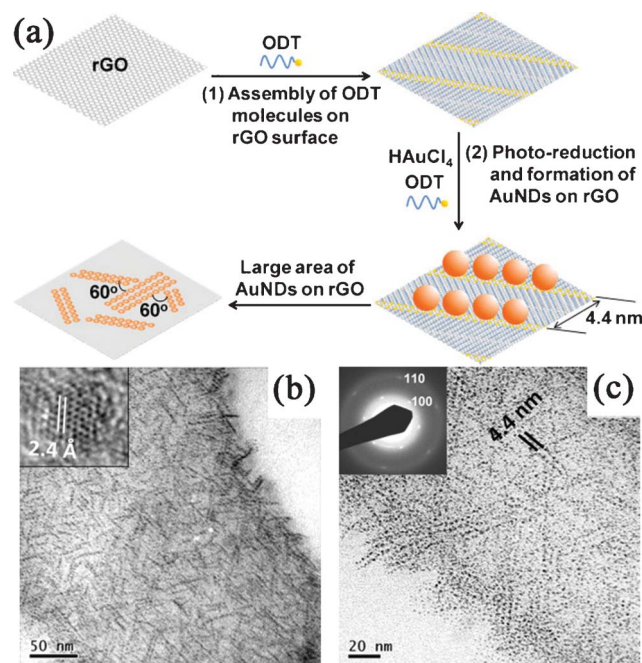 (a)
rGO
ODT
(1) Assembly of ODT
molecules on
rGO surface
HAuCl₄
ODT
(2) Photo-reduction
and formation of
AuNDs on rGO
Large area of
AuNDs on rGO
60°
60°
4.4 nm
(b)
2.4 Å
50 nm
(c)
110
100
4.4 nm
20 nm